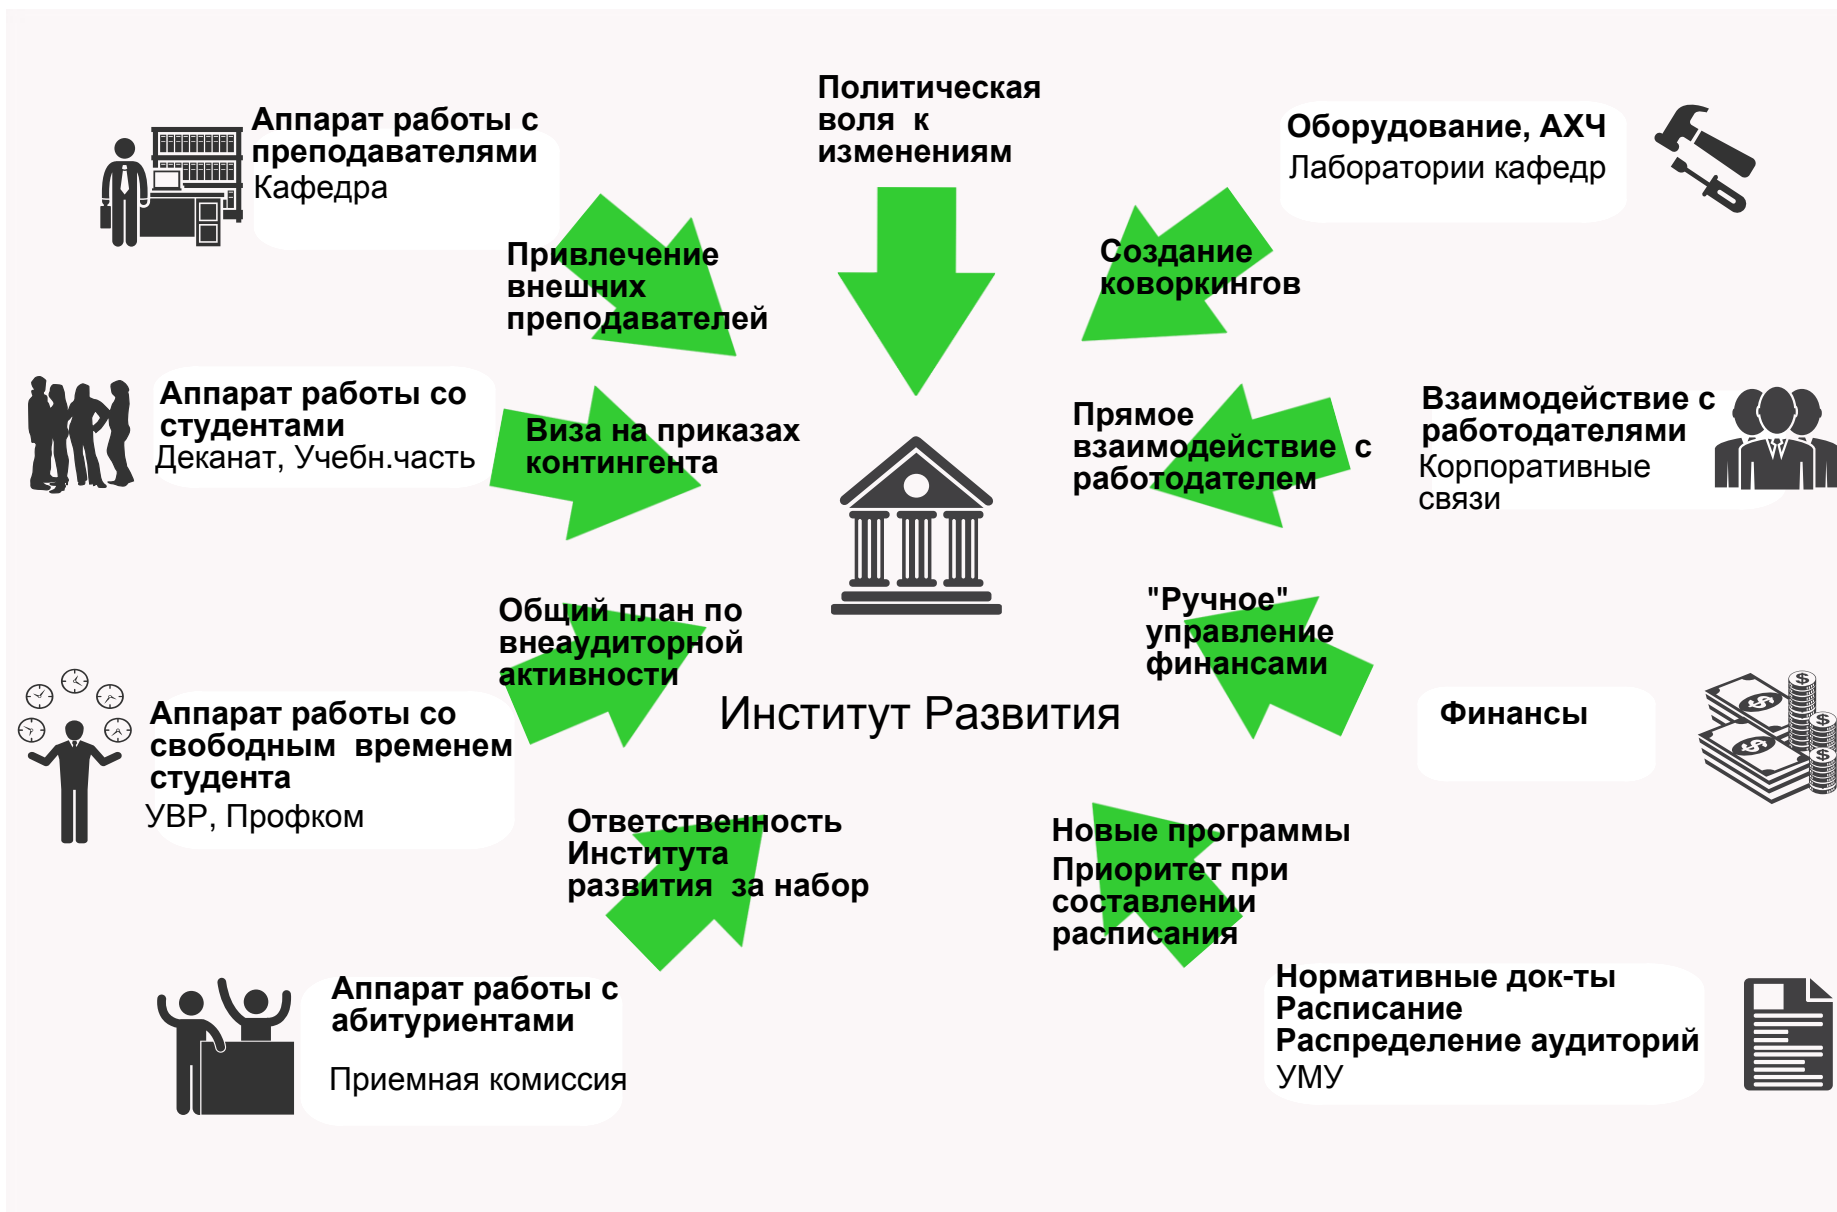 Политическая
воля к
изменениям
Аппарат работы с
преподавателями
Кафедра
Оборудование, АХЧ
Лаборатории кафедр
Привлечение
внешних
преподавателей
Создание
коворкингов
Аппарат работы со
студентами
Деканат, Учебн.часть
Виза на приказах
контингента
Прямое
взаимодействие с
работодателем
Взаимодействие с
работодателями
Корпоративные
связи
Общий план по
внеаудиторной
активности
"Ручное"
управление
финансами
Институт Развития
Аппарат работы со
свободным временем
студента
УВР, Профком
Финансы
Ответственность
Института
развития за набор
Новые программы
Приоритет при
составлении
расписания
Аппарат работы с
абитуриентами
Приемная комиссия
Нормативные док-ты
Расписание
Распределение аудиторий
УМУ